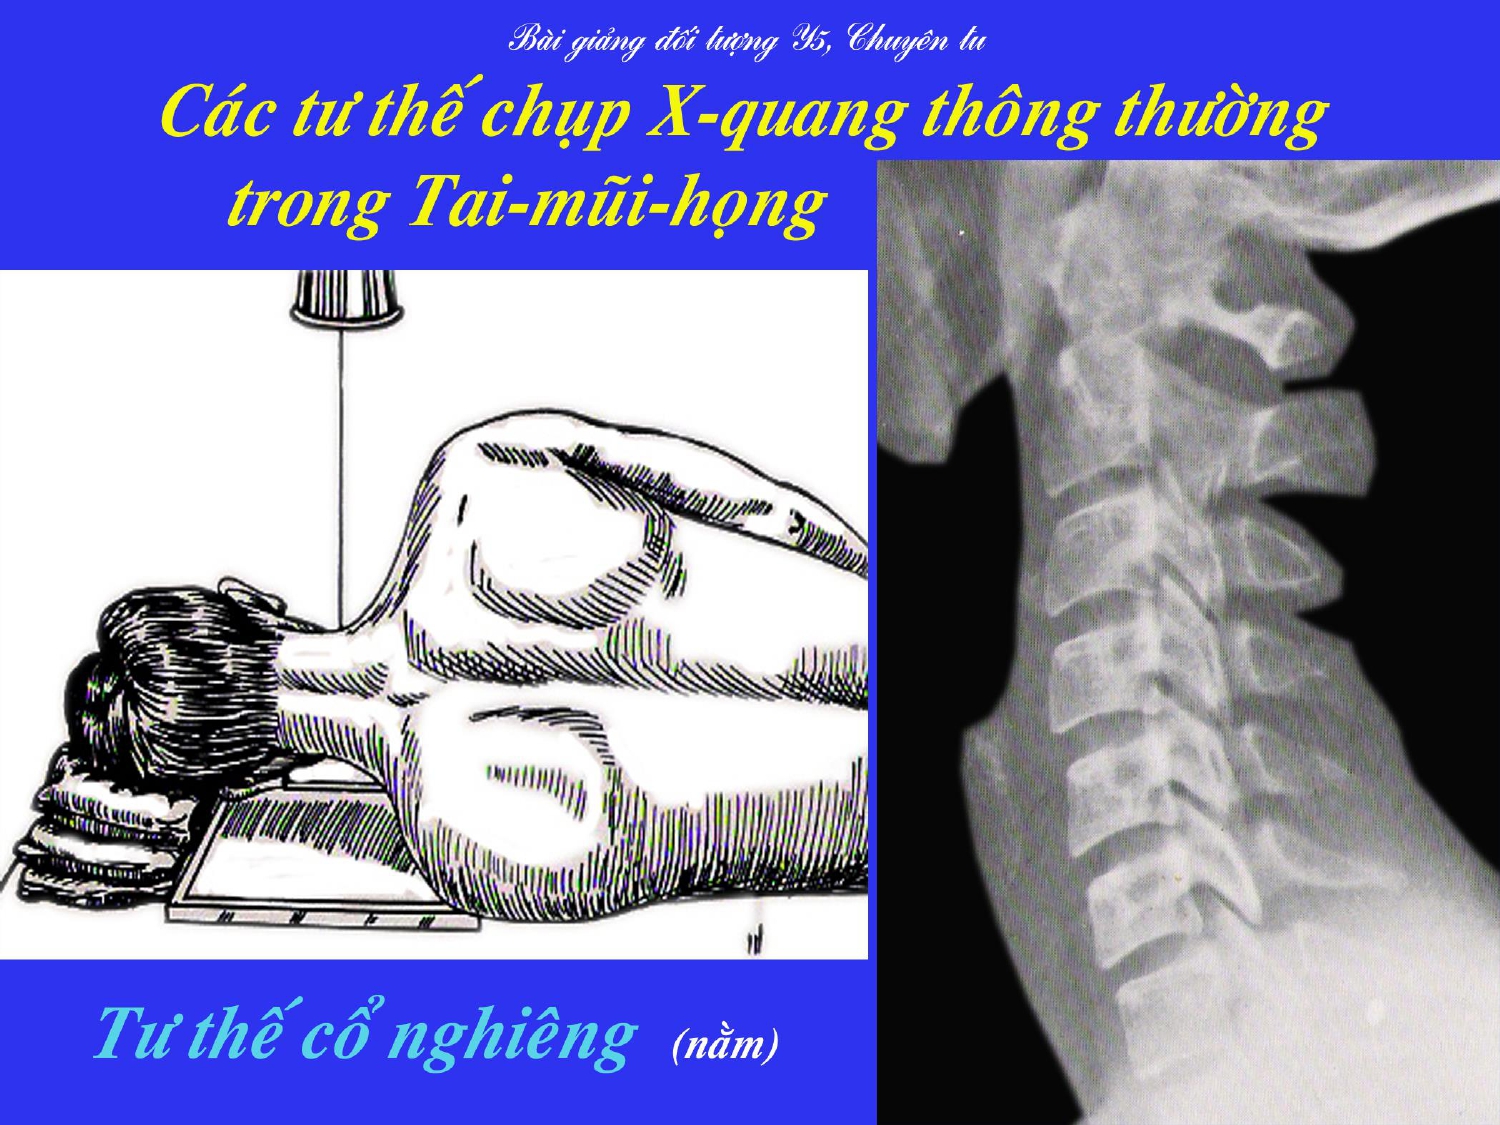 Bài giảng đối tượng Y5, Chuyên tu
Các tư thế chụp X-quang thông thường
trong Tai-mũi-họng
Tư thế cổ nghiêng (nằm)